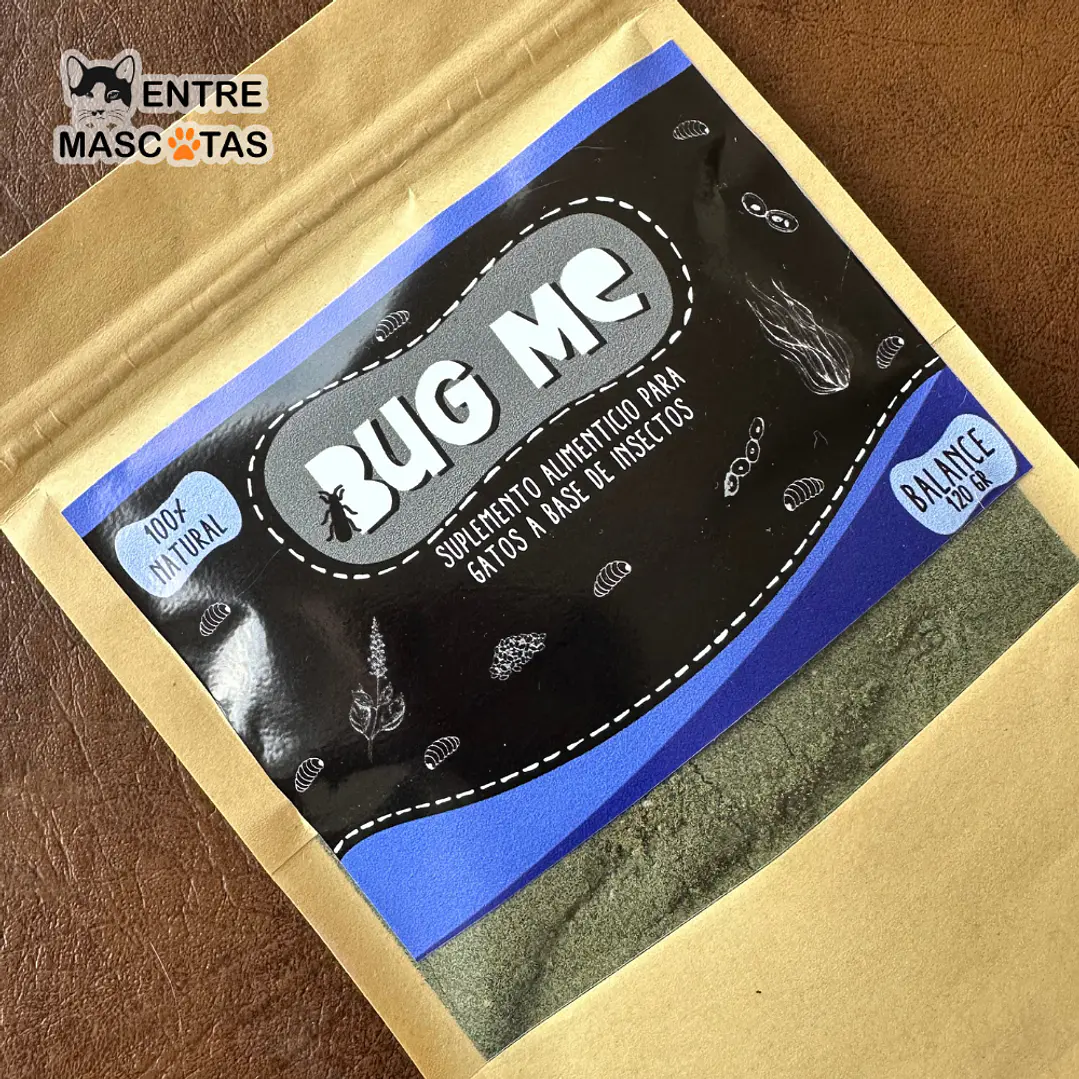 ENTRE
MASCOTAS
BUG ME
SUPLEMENTO ALIMENTICIO PARA
GATOS A BASE DE INSECTOS
100%
NATURAL
BALANCE
120 GR